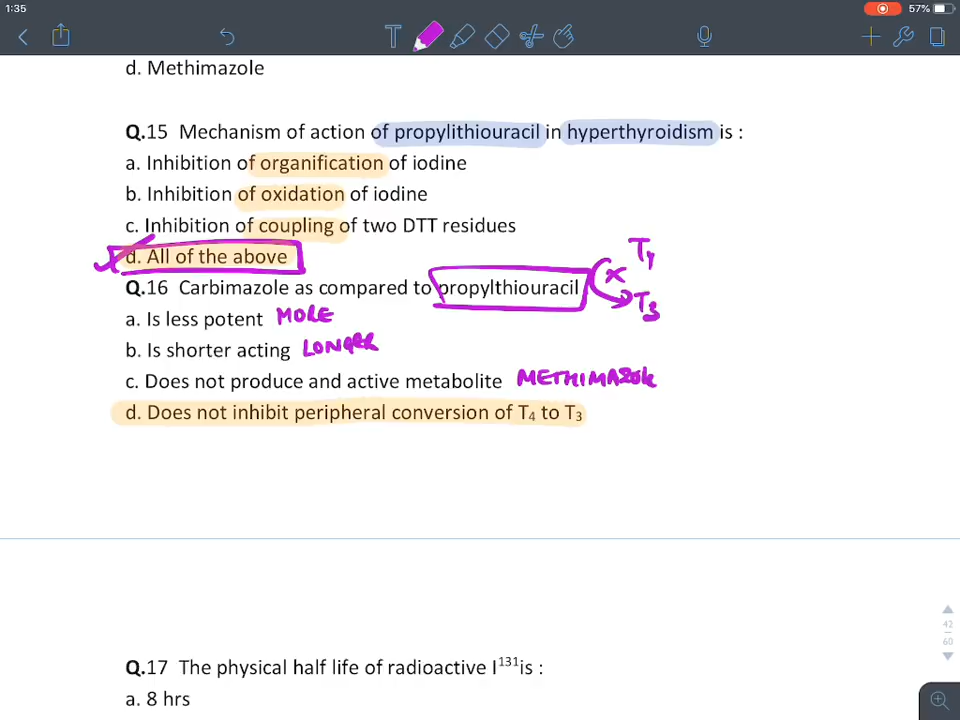 1:35
57%
d. Methimazole
Q.15 Mechanism of action of propylithiouracil in hyperthyroidism is :
a. Inhibition of organification of iodine
b. Inhibition of oxidation of iodine
c. Inhibition of coupling of two DTT residues
d. All of the above
T4
Q.16 Carbimazole as compared to propylthiouracil
T3
a. Is less potent MORE
b. Is shorter acting LONGER
c. Does not produce and active metabolite METHIMAZOLE
d. Does not inhibit peripheral conversion of T₄ to T₃
42
60
Q.17 The physical half life of radioactive I¹³¹is :
a. 8 hrs